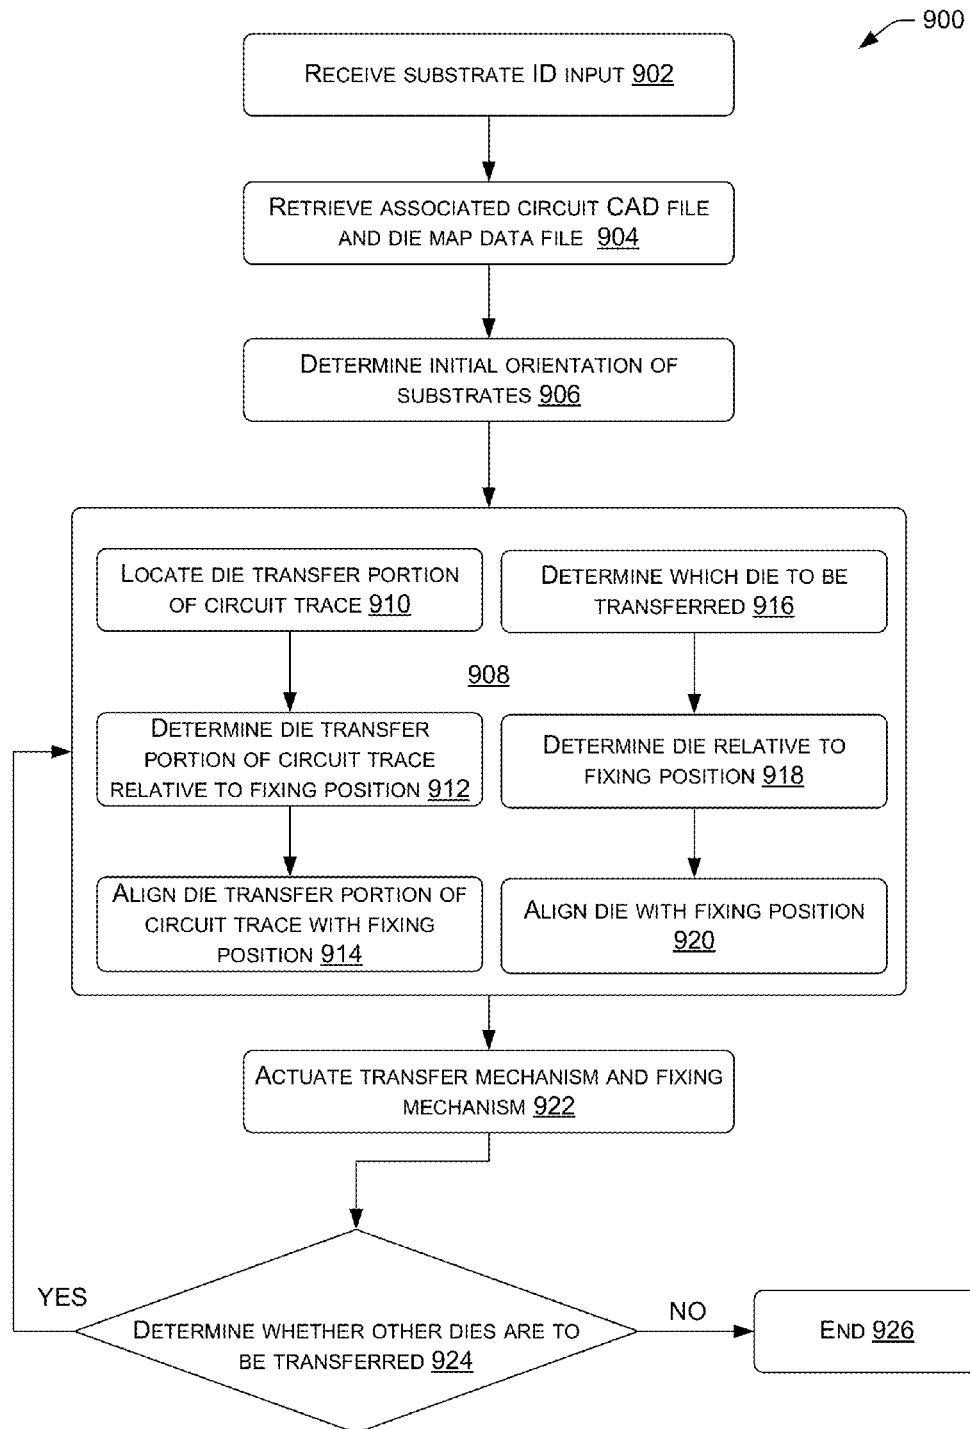 900
RECEIVE SUBSTRATE ID INPUT 902
RETRIEVE ASSOCIATED CIRCUIT CAD FILE
AND DIE MAP DATA FILE 904
DETERMINE INITIAL ORIENTATION OF
SUBSTRATES 906
LOCATE DIE TRANSFER PORTION
OF CIRCUIT TRACE 910
DETERMINE WHICH DIE TO BE
TRANSFERRED 916
908
DETERMINE DIE TRANSFER
PORTION OF CIRCUIT TRACE
RELATIVE TO FIXING POSITION 912
DETERMINE DIE RELATIVE TO
FIXING POSITION 918
ALIGN DIE TRANSFER PORTION OF
CIRCUIT TRACE WITH FIXING
POSITION 914
ALIGN DIE WITH FIXING POSITION
920
ACTUATE TRANSFER MECHANISM AND FIXING
MECHANISM 922
YES
DETERMINE WHETHER OTHER DIES ARE TO
BE TRANSFERRED 924
NO
END 926